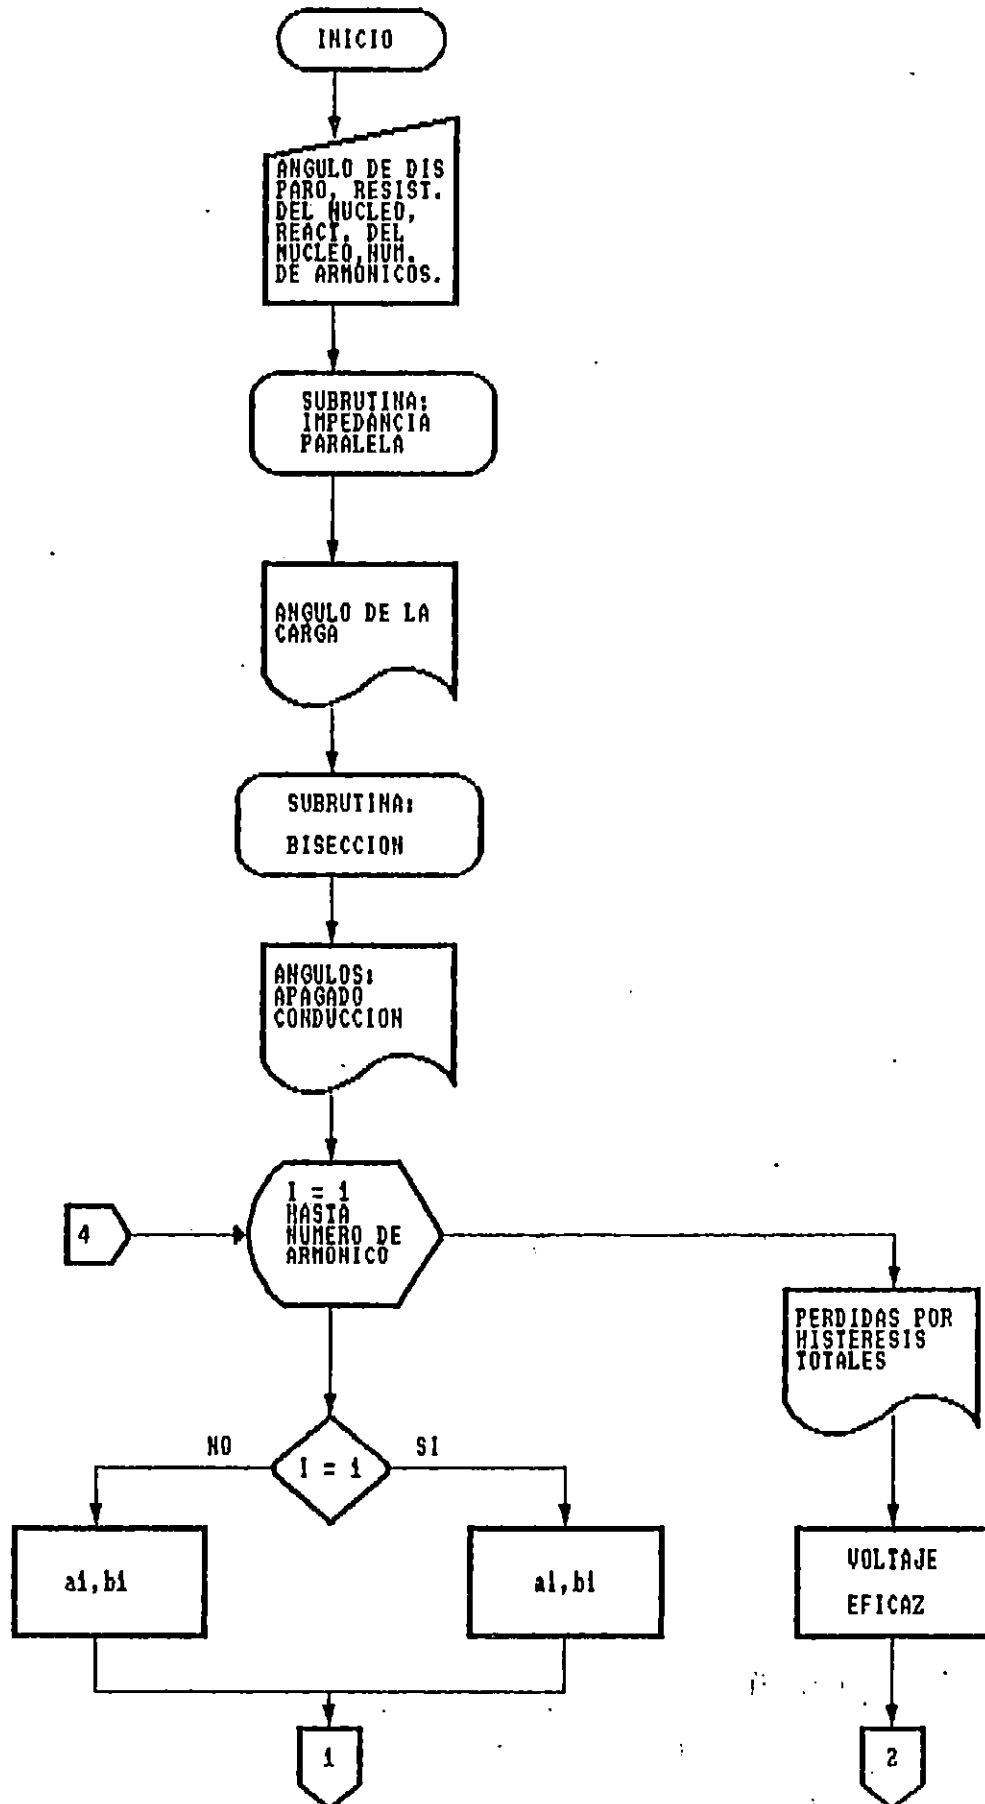 INICIO
ANGULO DE DIS
PARO, RESIST.
DEL NUCLEO,
REACT. DEL
NUCLEO,NUM.
DE ARMONICOS.
SUBRUTINA:
IMPEDANCIA
PARALELA
ANGULO DE LA
CARGA
SUBRUTINA:
BISECCION
ANGULOS:
APAGADO
CONDUCCION
4
I = 1
HASTA
NUMERO DE
ARMONICO
PERDIDAS POR
HISTERESIS
TOTALES
NO
I = 1
SI
ai,bi
a1,b1
VOLTAJE
EFICAZ
1
2